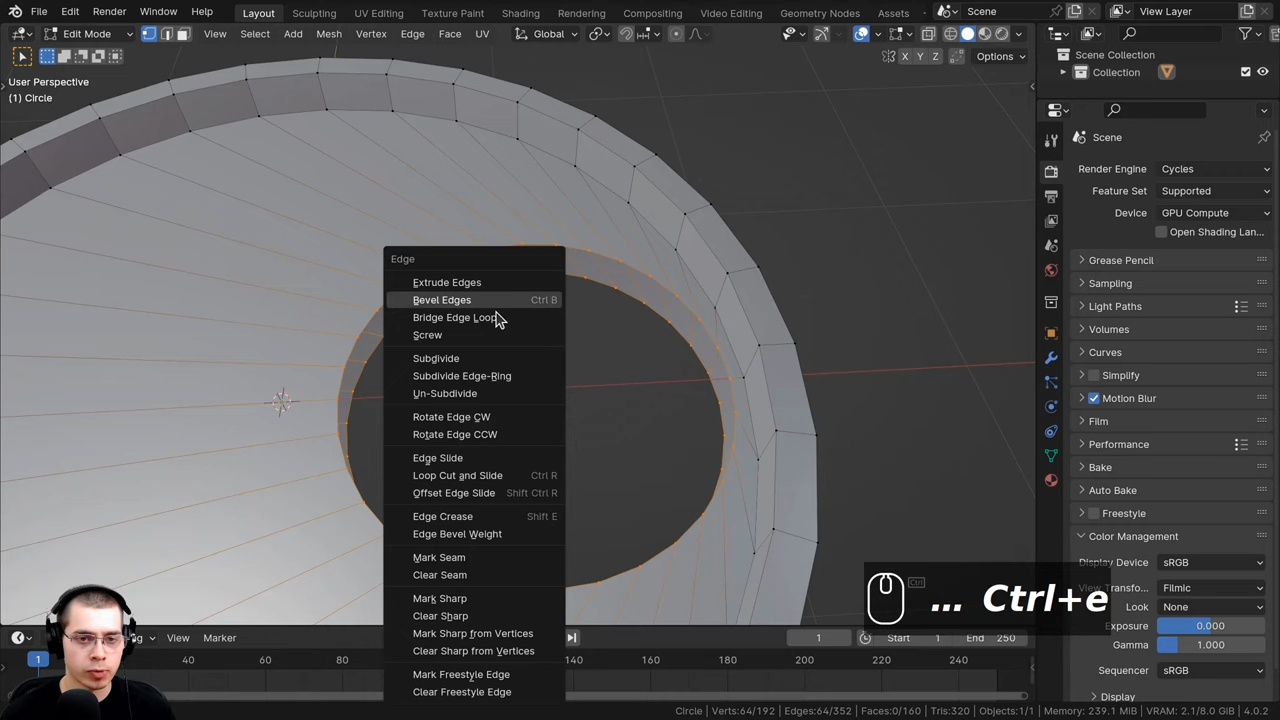 File Edit Render Window Help Layout Sculpting UV Editing Texture Paint Shading Rendering Compositing Video Editing Geometry Nodes Assets Scene View Layer
Edit Mode View Select Add Mesh Vertex Edge Face UV Global
X Y Z Options
User Perspective
(1) Circle
Scene Collection
Collection
Scene
Render Engine Cycles
Feature Set Supported
Device GPU Compute
Open Shading Lan...
Grease Pencil
Sampling
Light Paths
Volumes
Curves
Simplify
Motion Blur
Film
Performance
Bake
Auto Bake
Freestyle
Color Management
Display Device sRGB
View Transfo... Filmic
Look None
Exposure 0.000
Gamma 1.000
Sequencer sRGB
Display
Edge
Extrude Edges
Bevel Edges Ctrl B
Bridge Edge Loop
Screw
Subdivide
Subdivide Edge-Ring
Un-Subdivide
Rotate Edge CW
Rotate Edge CCW
Edge Slide
Loop Cut and Slide Ctrl R
Offset Edge Slide Shift Ctrl R
Edge Crease Shift E
Edge Bevel Weight
Mark Seam
Clear Seam
Mark Sharp
Clear Sharp
Mark Sharp from Vertices
Clear Sharp from Vertices
Mark Freestyle Edge
Clear Freestyle Edge
Ctrl
... Ctrl+e
View Marker 1 Start 1 End 250
1 40 60 80 140 160 180 200 220 240
Circle | Verts:64/192 | Edges:64/352 | Faces:0/160 | Tris:320 | Objects:1/1 | Memory: 239.1 MiB | VRAM: 2.1/8.0 GiB | 4.0.2